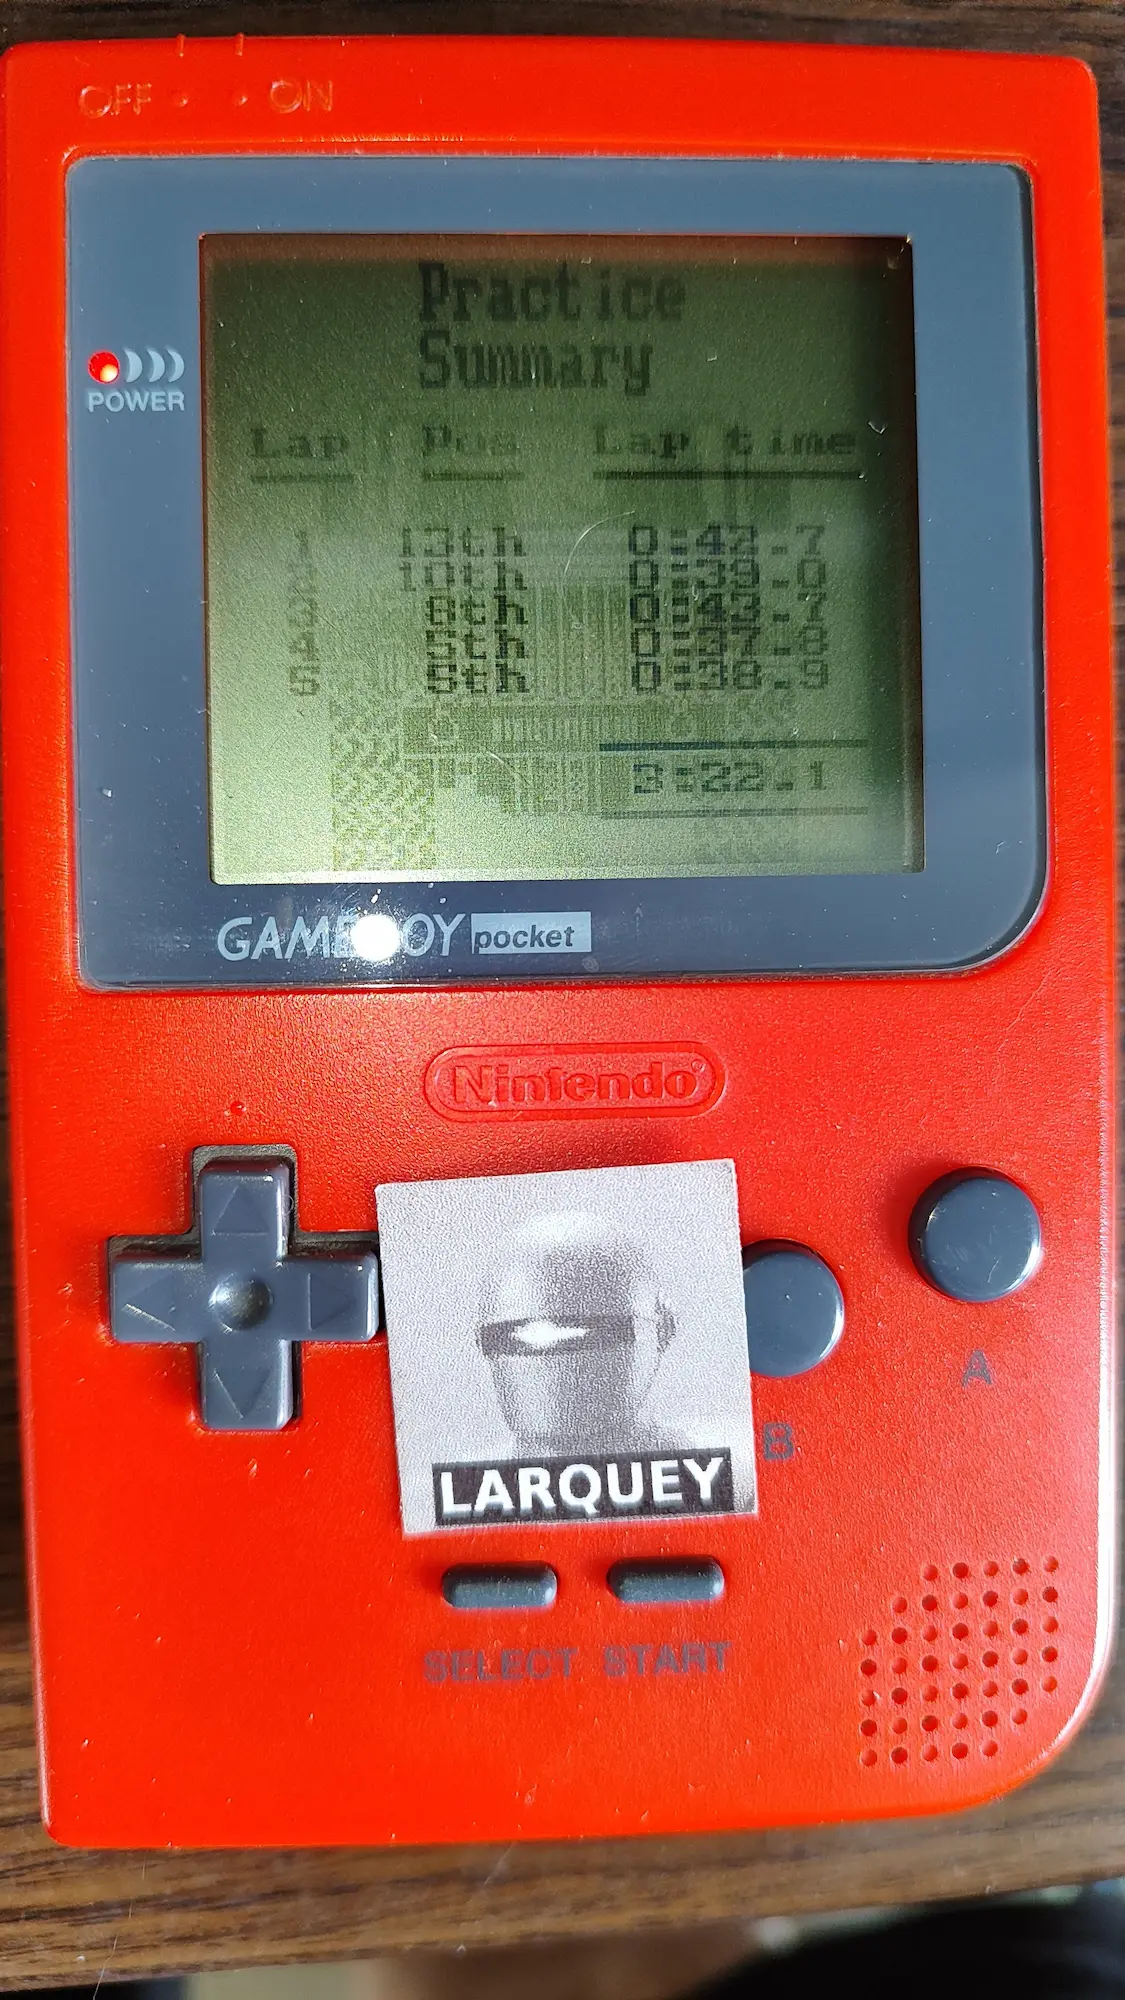 OFF ON
Practice
Summary
POWER
Lap Pos Lap time
1 13th 0:42.7
2 10th 0:39.0
3 8th 0:43.7
4 5th 0:37.8
5 5th 0:38.9
3:22.1
GAME BOY pocket
Nintendo®
A
B
LARQUEY
SELECT START